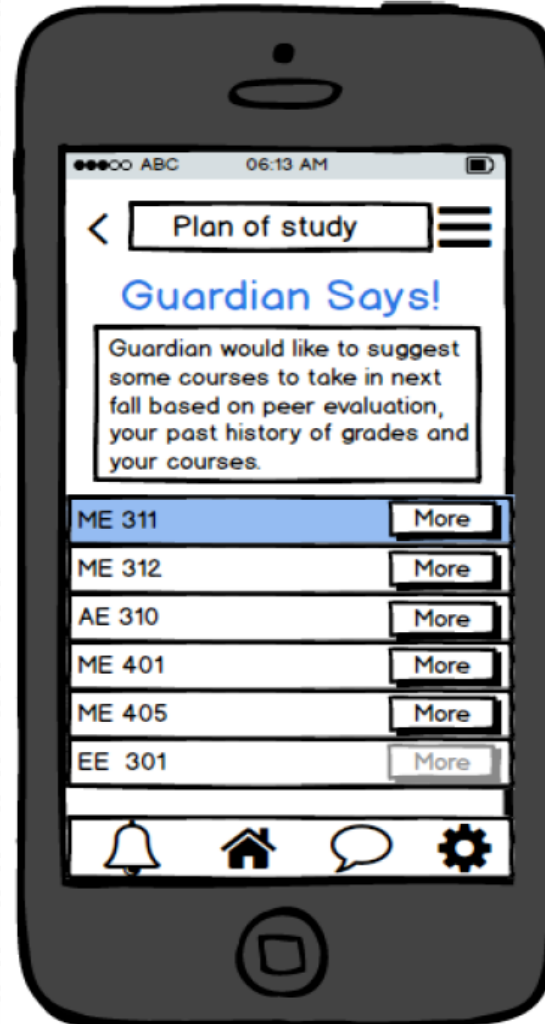 ABC 06:13 AM
Plan of study
Guardian Says!
Guardian would like to suggest
some courses to take in next
fall based on peer evaluation,
your past history of grades and
your courses.
ME 311 More
ME 312 More
AE 310 More
ME 401 More
ME 405 More
EE 301 More